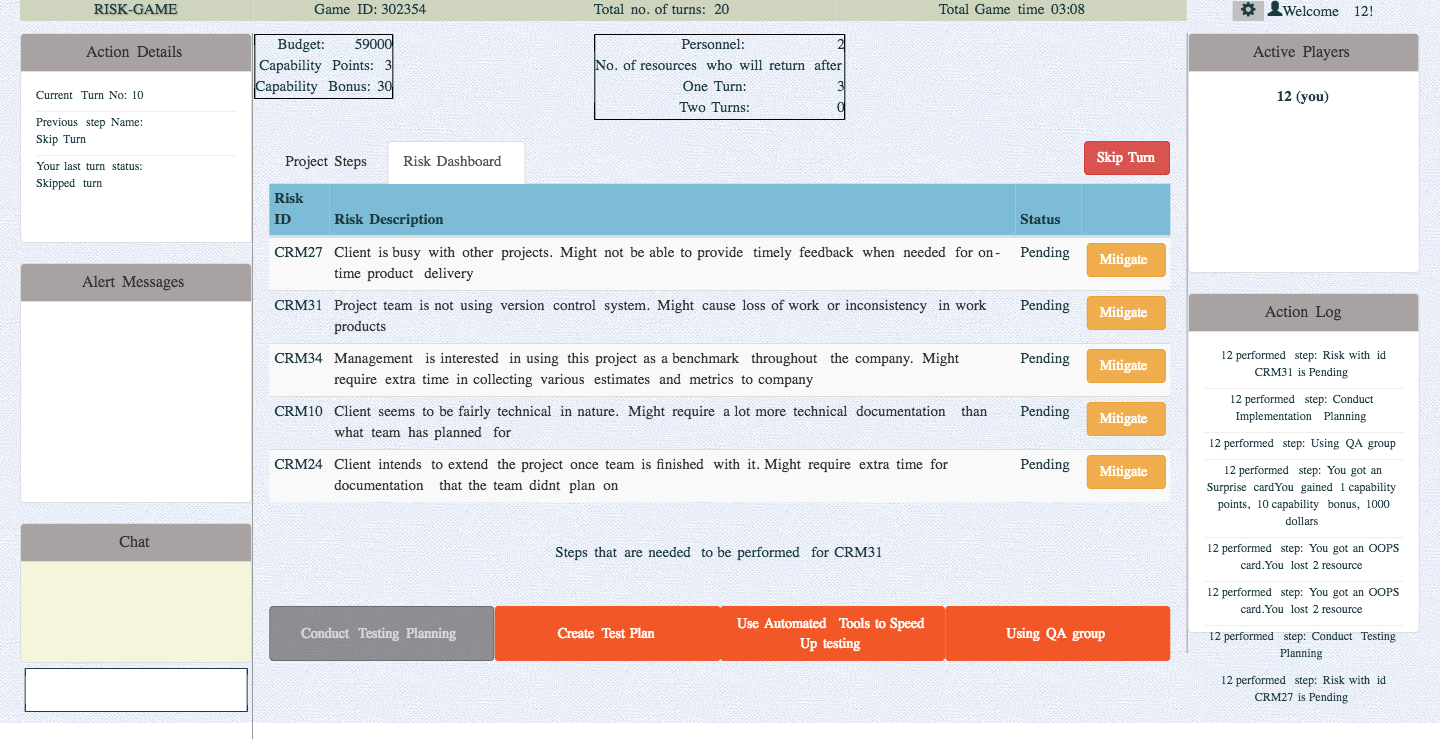 RISK-GAME
Game ID: 302354
Total no. of turns: 20
Total Game time 03:08
Welcome 12!
Action Details
Current Turn No: 10
Previous step Name:
Skip Turn
Your last turn status:
Skipped turn
Alert Messages
Chat
Budget: 59000
Capability Points: 3
Capability Bonus: 30
Personnel: 2
No. of resources who will return after
One Turn: 3
Two Turns: 0
Project Steps
Risk Dashboard
Skip Turn
Risk
ID Risk Description Status
CRM27 Client is busy with other projects. Might not be able to provide timely feedback when needed for on- Pending Mitigate
time product delivery
CRM31 Project team is not using version control system. Might cause loss of work or inconsistency in work Pending Mitigate
products
CRM34 Management is interested in using this project as a benchmark throughout the company. Might Pending Mitigate
require extra time in collecting various estimates and metrics to company
CRM10 Client seems to be fairly technical in nature. Might require a lot more technical documentation than Pending Mitigate
what team has planned for
CRM24 Client intends to extend the project once team is finished with it. Might require extra time for Pending Mitigate
documentation that the team didnt plan on
Steps that are needed to be performed for CRM31
Conduct Testing Planning
Create Test Plan
Use Automated Tools to Speed
Up testing
Using QA group
Active Players
12 (you)
Action Log
12 performed step: Risk with id
CRM31 is Pending
12 performed step: Conduct
Implementation Planning
12 performed step: Using QA group
12 performed step: You got an
Surprise cardYou gained 1 capability
points, 10 capability bonus, 1000
dollars
12 performed step: You got an OOPS
card.You lost 2 resource
12 performed step: You got an OOPS
card.You lost 2 resource
12 performed step: Conduct Testing
Planning
12 performed step: Risk with id
CRM27 is Pending